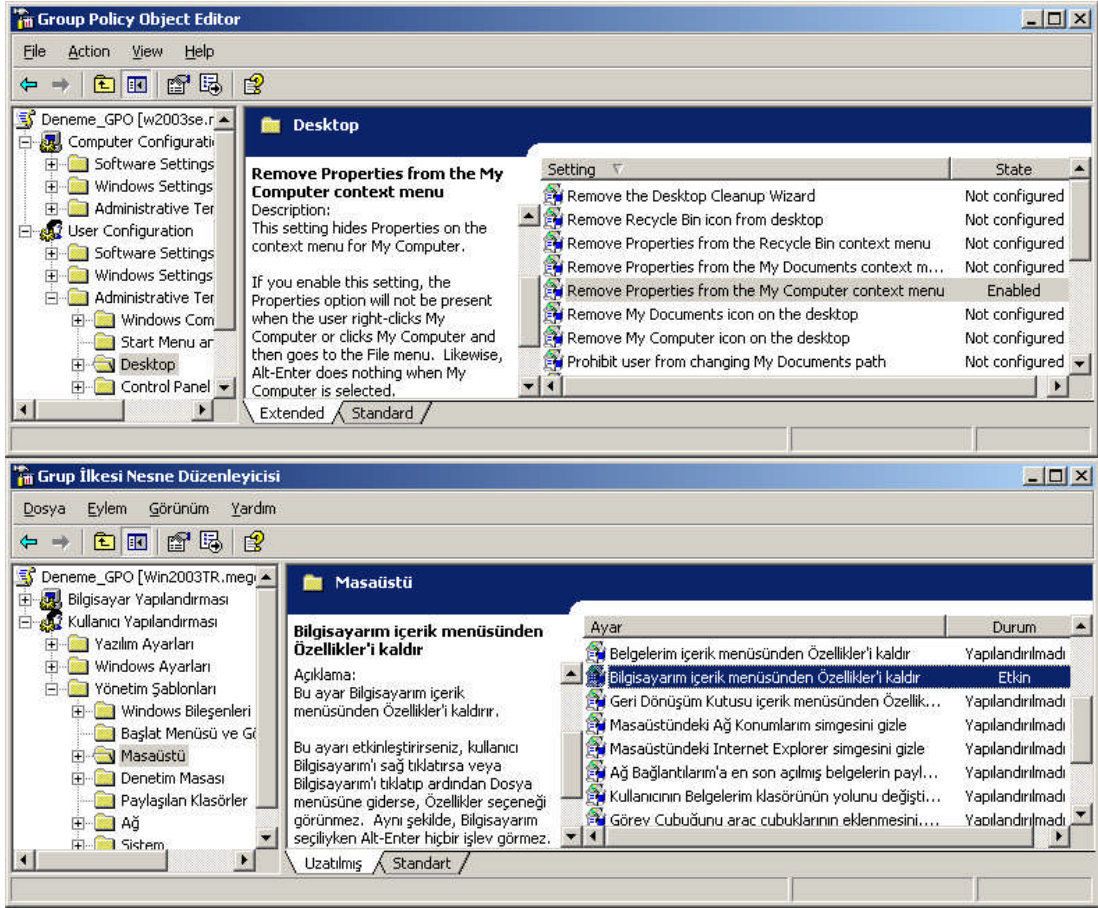 Group Policy Object Editor
File Action View Help
Deneme_GPO [w2003se.r
Computer Configurati
Software Settings
Windows Settings
Administrative Ter
User Configuration
Software Settings
Windows Settings
Administrative Ter
Windows Com
Start Menu ar
Desktop
Control Panel
Desktop
Remove Properties from the My
Computer context menu
Description:
This setting hides Properties on the
context menu for My Computer.
If you enable this setting, the
Properties option will not be present
when the user right-clicks My
Computer or clicks My Computer and
then goes to the File menu. Likewise,
Alt-Enter does nothing when My
Computer is selected.
Setting State
Remove the Desktop Cleanup Wizard Not configured
Remove Recycle Bin icon from desktop Not configured
Remove Properties from the Recycle Bin context menu Not configured
Remove Properties from the My Documents context m... Not configured
Remove Properties from the My Computer context menu Enabled
Remove My Documents icon on the desktop Not configured
Remove My Computer icon on the desktop Not configured
Prohibit user from changing My Documents path Not configured
Extended Standard
Grup İlkesi Nesne Düzenleyicisi
Dosya Eylem Görünüm Yardım
Deneme_GPO [Win2003TR.meg
Bilgisayar Yapılandırması
Kullanıcı Yapılandırması
Yazılım Ayarları
Windows Ayarları
Yönetim Şablonları
Windows Bileşenleri
Başlat Menüsü ve Gö
Masaüstü
Denetim Masası
Paylaşılan Klasörler
Ağ
Sistem
Masaüstü
Bilgisayarım içerik menüsünden
Özellikler'i kaldır
Açıklama:
Bu ayar Bilgisayarım içerik
menüsünden Özellikler'i kaldırır.
Bu ayarı etkinleştirirseniz, kullanıcı
Bilgisayarım'ı sağ tıklatırsa veya
Bilgisayarım'ı tıklatıp ardından Dosya
menüsüne giderse, Özellikler seçeneği
görünmez. Aynı şekilde, Bilgisayarım
seçiliyken Alt-Enter hiçbir işlev görmez.
Ayar Durum
Belgelerim içerik menüsünden Özellikler'i kaldır Yapılandırılmadı
Bilgisayarım içerik menüsünden Özellikler'i kaldır Etkin
Geri Dönüşüm Kutusu içerik menüsünden Özellik... Yapılandırılmadı
Masaüstündeki Ağ Konumlarım simgesini gizle Yapılandırılmadı
Masaüstündeki Internet Explorer simgesini gizle Yapılandırılmadı
Ağ Bağlantılarım'a en son açılmış belgelerin payl... Yapılandırılmadı
Kullanıcının Belgelerim klasörünün yolunu değişti... Yapılandırılmadı
Görev Çubuğunu araç çubuklarının eklenmesini.... Yapılandırılmadı
Uzatılmış Standart